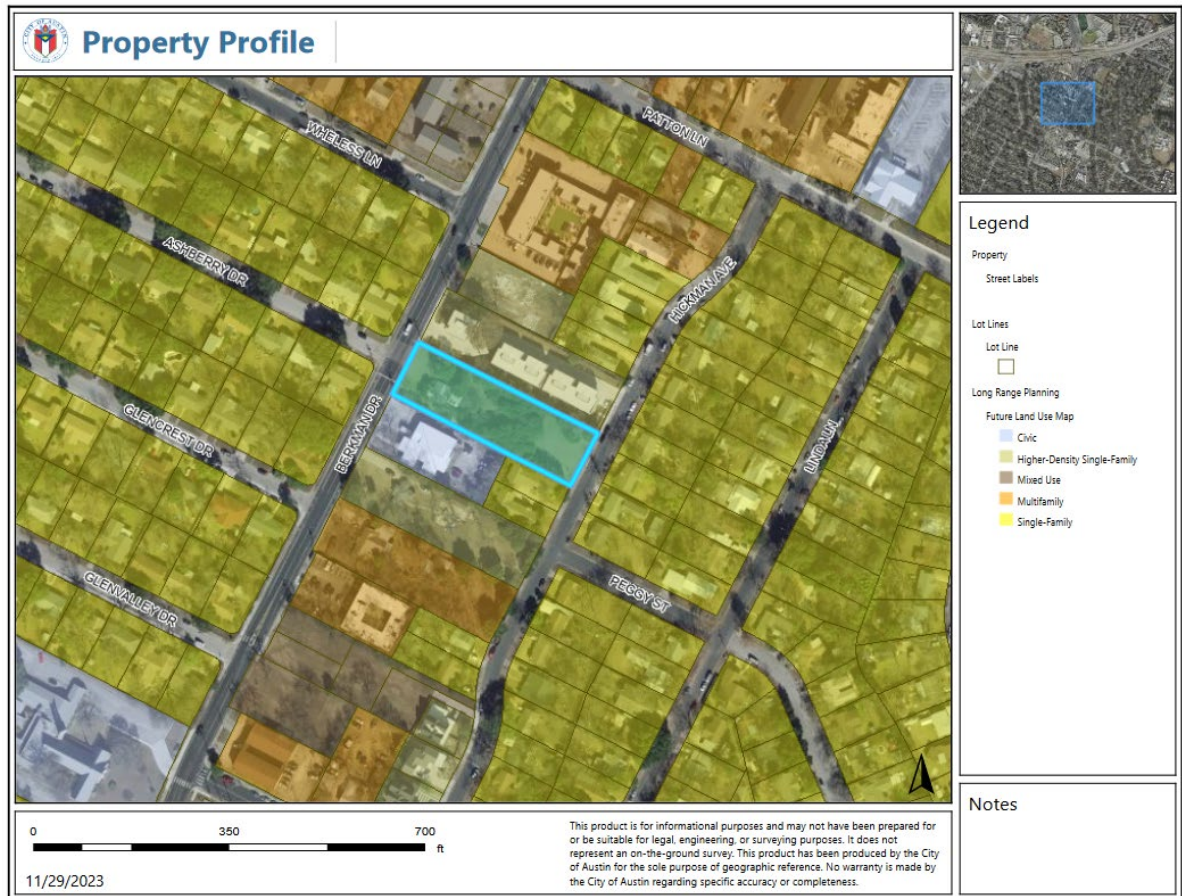 CITY OF AUSTIN
Property Profile
WHELESS LN
PATTON LN
ASHBERRY DR
HICKMAN AVE
GLENCREST DR
BERKMAN DR
LINDA LN
GLENVALLEY DR
PEGGY ST
Legend
Property
Street Labels
Lot Lines
Lot Line
Long Range Planning
Future Land Use Map
Civic
Higher-Density Single-Family
Mixed Use
Multifamily
Single-Family
Notes
0 350 700
ft
11/29/2023
This product is for informational purposes and may not have been prepared for
or be suitable for legal, engineering, or surveying purposes. It does not
represent an on-the-ground survey. This product has been produced by the City
of Austin for the sole purpose of geographic reference. No warranty is made by
the City of Austin regarding specific accuracy or completeness.